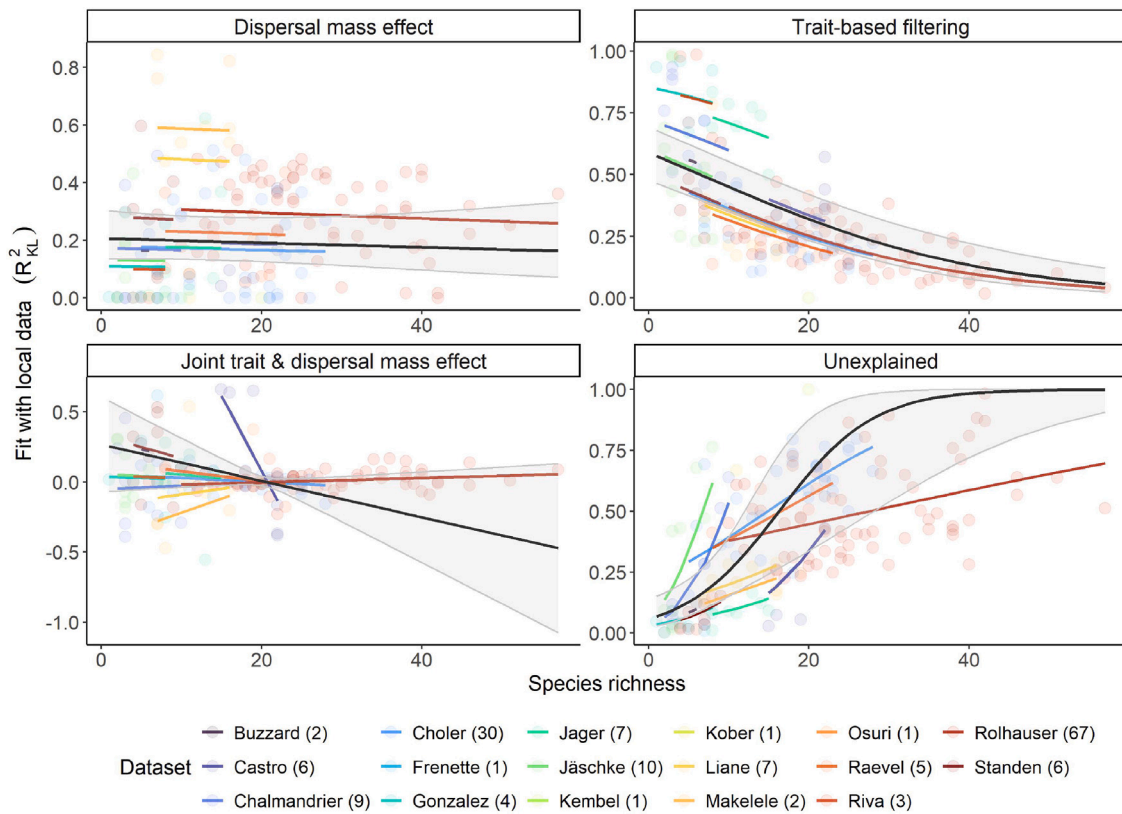 Dispersal mass effect
Trait-based filtering
0.8
0.6
0.4
0.2
0.0
0
20
40
1.00
0.75
0.50
0.25
0.00
0
20
40
Joint trait & dispersal mass effect
Unexplained
0.5
0.0
-0.5
-1.0
0
20
40
1.00
0.75
0.50
0.25
0.00
0
20
40
Fit with local data (R²KL)
Species richness
Dataset
Buzzard (2)
Castro (6)
Chalmandrier (9)
Choler (30)
Frenette (1)
Gonzalez (4)
Jager (7)
Jäschke (10)
Kembel (1)
Kober (1)
Liane (7)
Makelele (2)
Osuri (1)
Raevel (5)
Riva (3)
Rolhauser (67)
Standen (6)